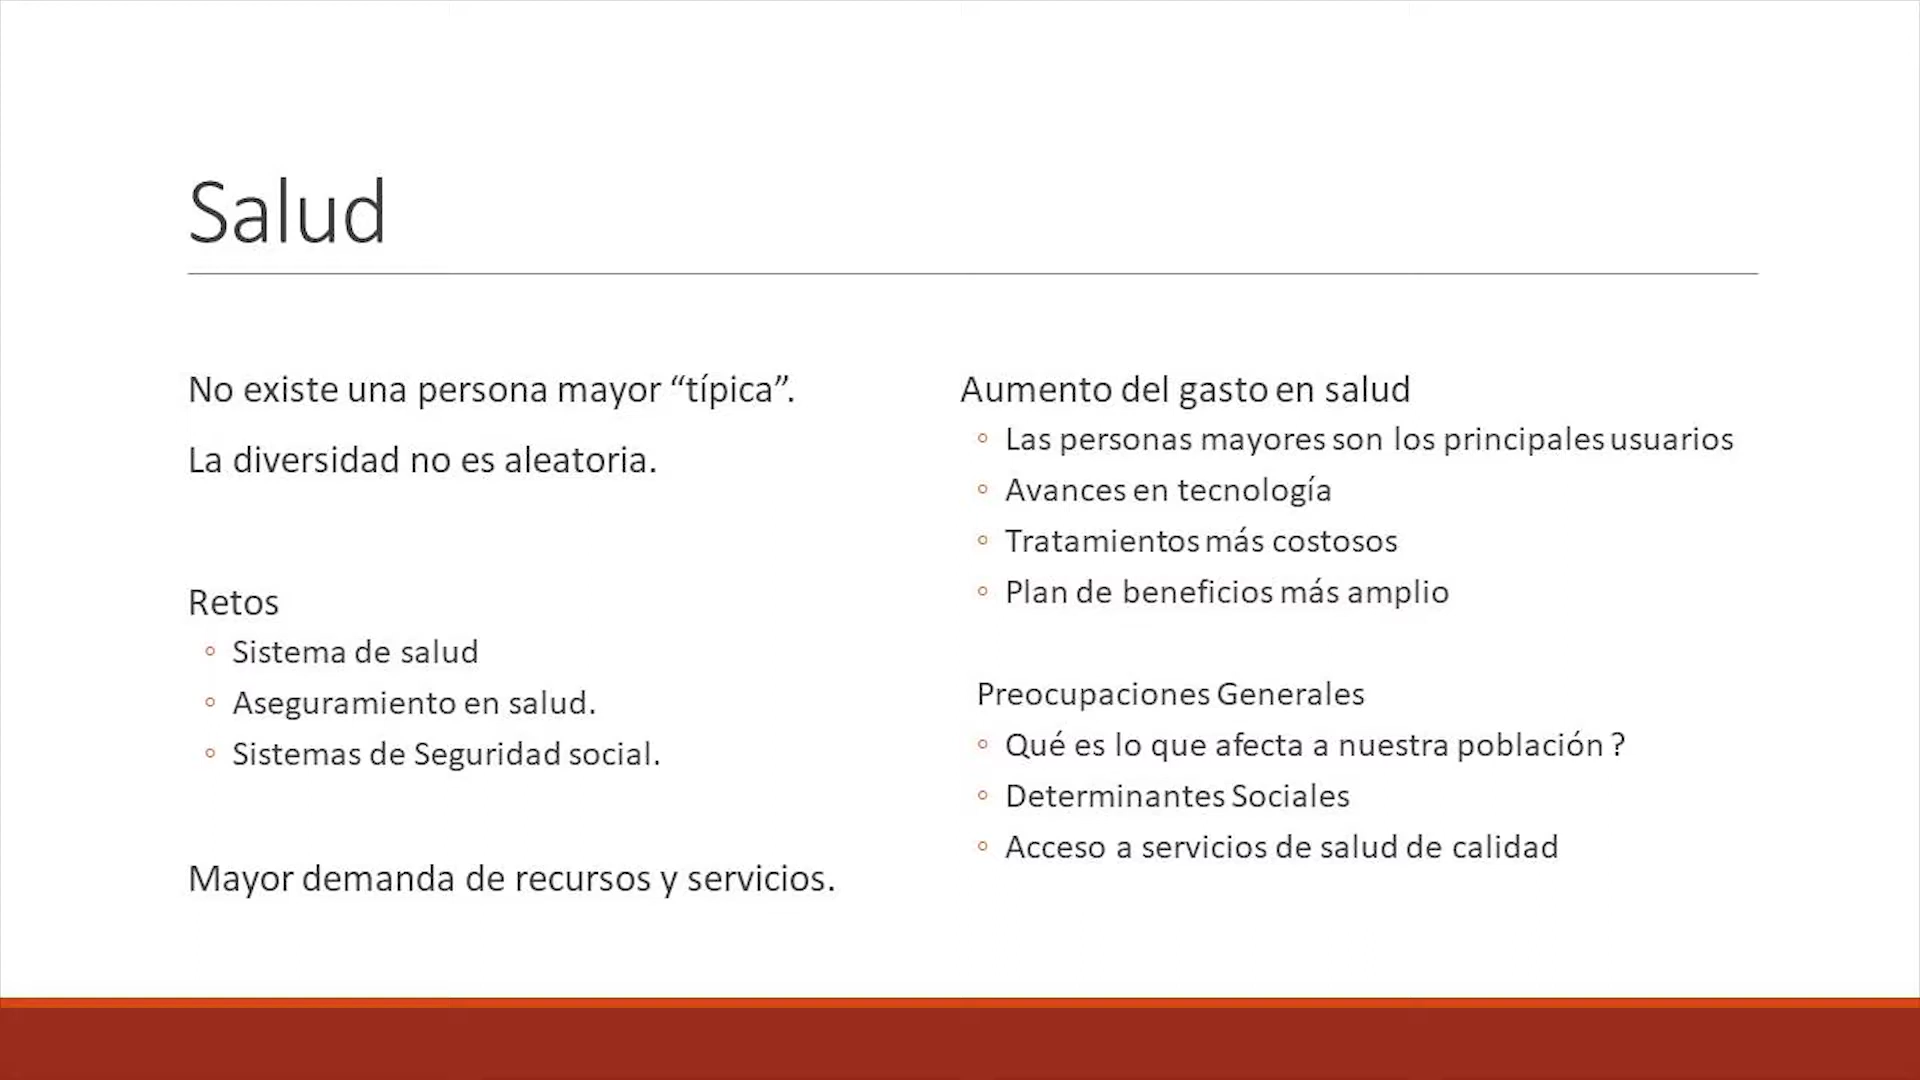 Salud
No existe una persona mayor “típica”.
La diversidad no es aleatoria.
Retos
◦ Sistema de salud
◦ Aseguramiento en salud.
◦ Sistemas de Seguridad social.
Mayor demanda de recursos y servicios.
Aumento del gasto en salud
◦ Las personas mayores son los principales usuarios
◦ Avances en tecnología
◦ Tratamientos más costosos
◦ Plan de beneficios más amplio
Preocupaciones Generales
◦ Qué es lo que afecta a nuestra población ?
◦ Determinantes Sociales
◦ Acceso a servicios de salud de calidad